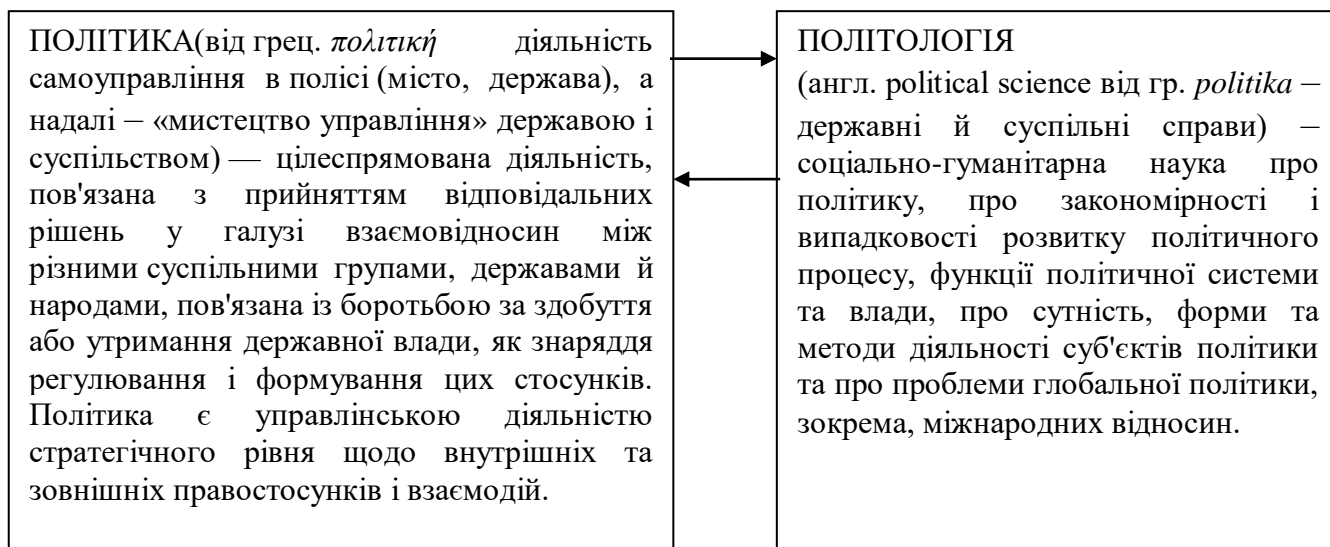 ПОЛІТИКА(від грец. πολιτική діяльність
самоуправління в полісі (місто, держава), а
надалі – «мистецтво управління» державою і
суспільством) — цілеспрямована діяльність,
пов'язана з прийняттям відповідальних
рішень у галузі взаємовідносин між
різними суспільними групами, державами й
народами, пов'язана із боротьбою за здобуття
або утримання державної влади, як знаряддя
регулювання і формування цих стосунків.
Політика є управлінською діяльністю
стратегічного рівня щодо внутрішніх та
зовнішніх правостосунків і взаємодій.
ПОЛІТОЛОГІЯ
(англ. political science від гр. politika –
державні й суспільні справи) –
соціально-гуманітарна наука про
політику, про закономірності і
випадковості розвитку політичного
процесу, функції політичної системи
та влади, про сутність, форми та
методи діяльності суб'єктів політики
та про проблеми глобальної політики,
зокрема, міжнародних відносин.